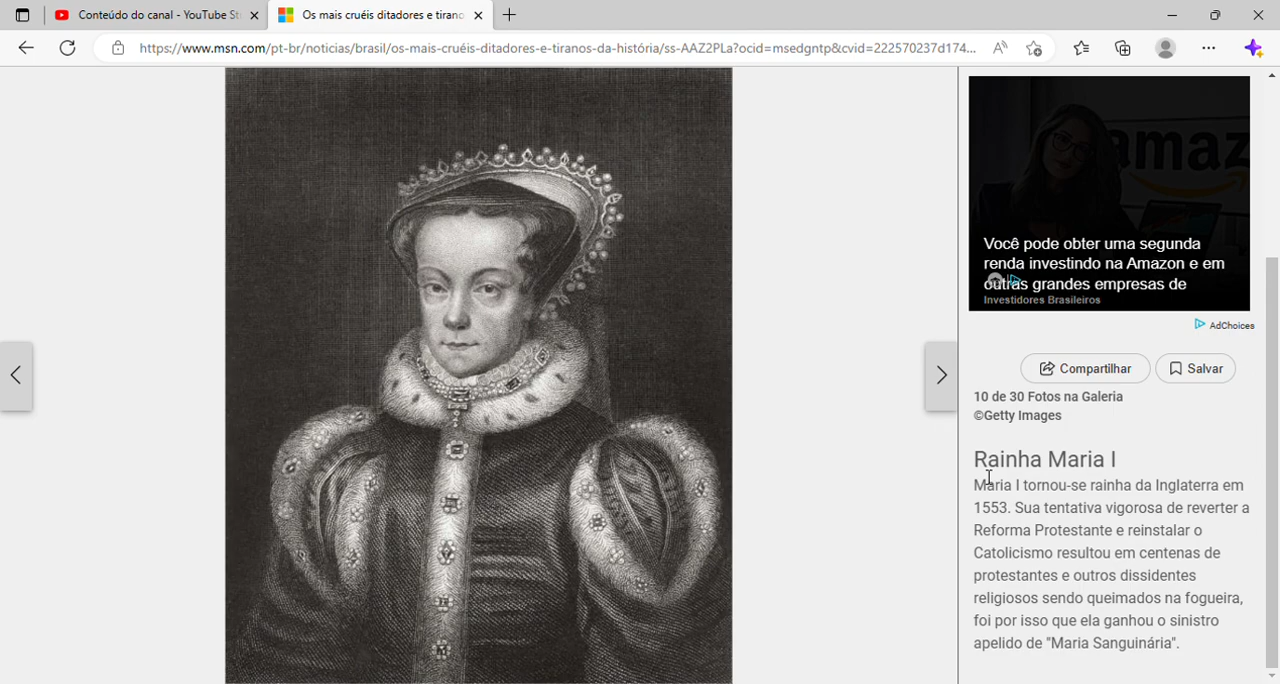 Conteúdo do canal - YouTube St
Os mais cruéis ditadores e tirano
https://www.msn.com/pt-br/noticias/brasil/os-mais-cruéis-ditadores-e-tiranos-da-história/ss-AAZ2PLa?ocid=msedgntp&cvid=222570237d174...
amaz
Você pode obter uma segunda
renda investindo na Amazon e em
outras grandes empresas de
Investidores Brasileiros
AdChoices
Compartilhar
Salvar
10 de 30 Fotos na Galeria
©Getty Images
Rainha Maria I
Maria I tornou-se rainha da Inglaterra em
1553. Sua tentativa vigorosa de reverter a
Reforma Protestante e reinstalar o
Catolicismo resultou em centenas de
protestantes e outros dissidentes
religiosos sendo queimados na fogueira,
foi por isso que ela ganhou o sinistro
apelido de "Maria Sanguinária".